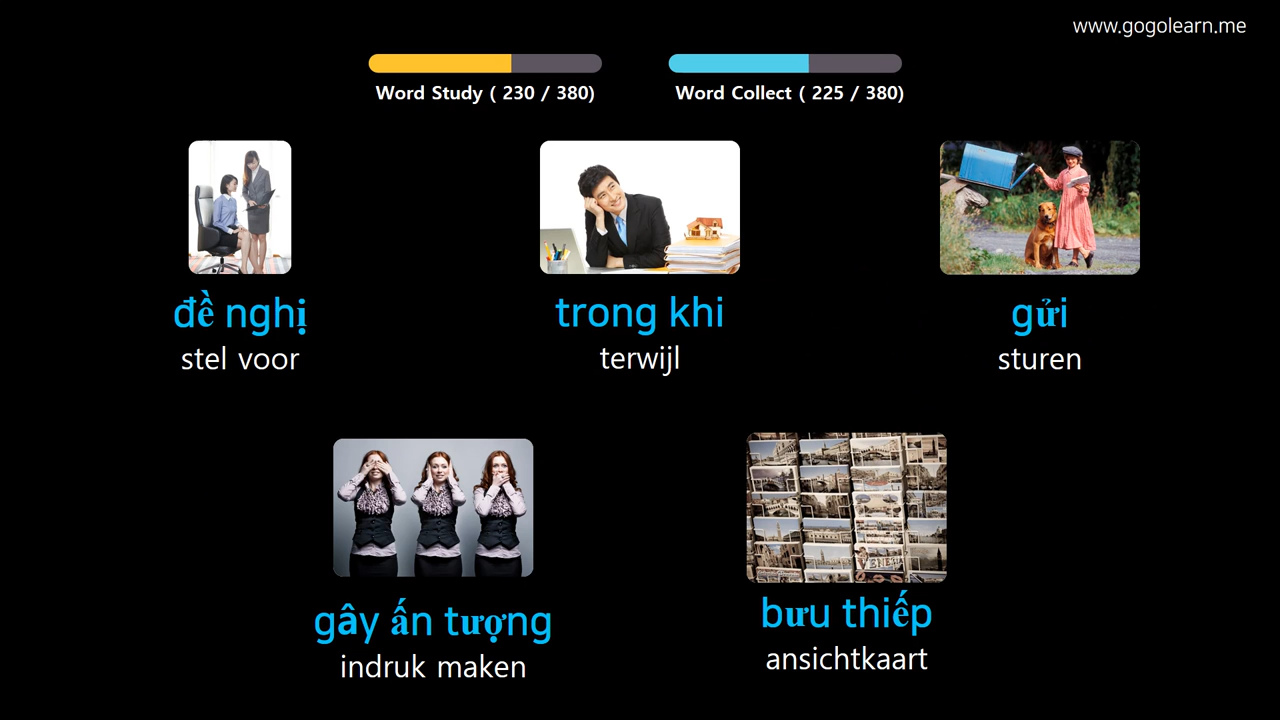 www.gogolearn.me
Word Study ( 230 / 380)
Word Collect ( 225 / 380)
đề nghị
stel voor
trong khi
terwijl
gửi
sturen
gây ấn tượng
indruk maken
bưu thiếp
ansichtkaart